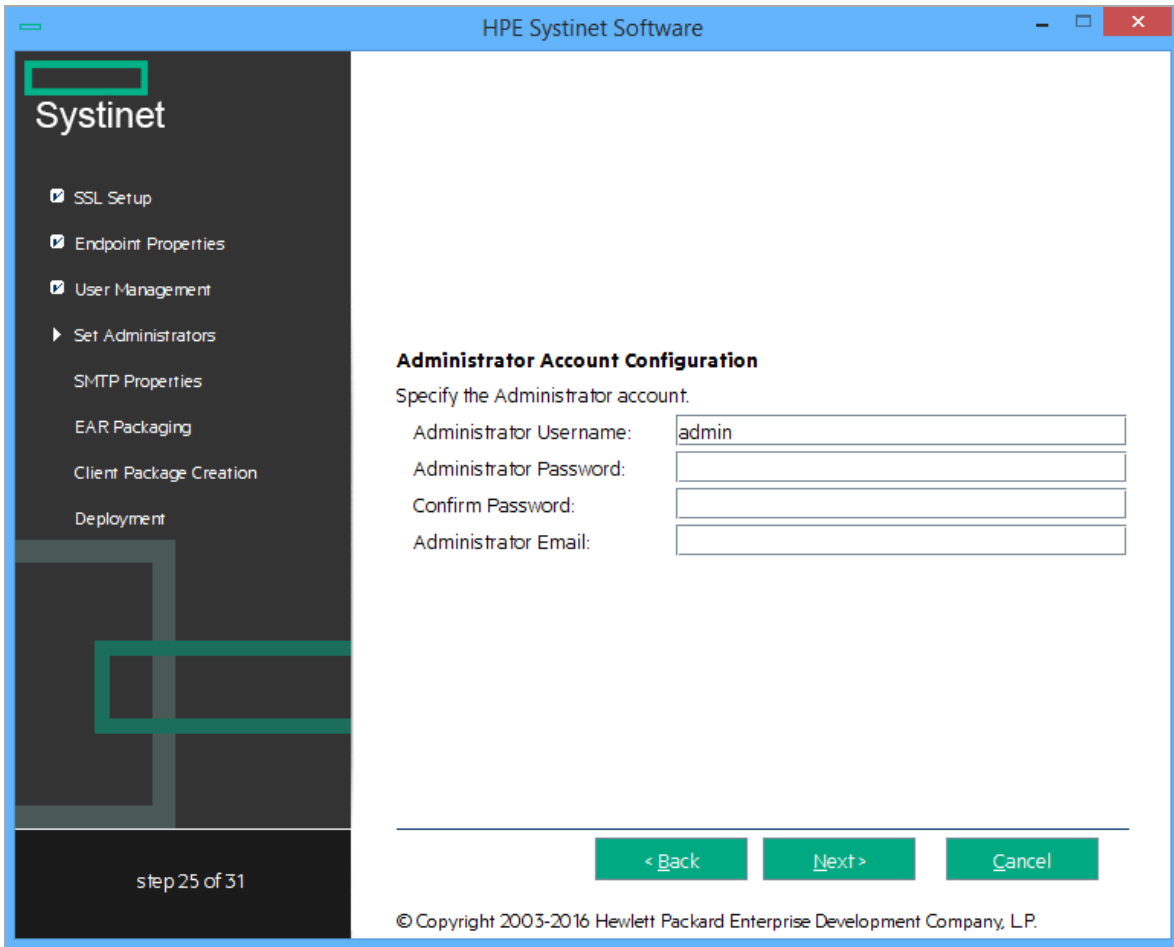 HPE Systinet Software
Systinet
SSL Setup
Endpoint Properties
User Management
Set Administrators
SMTP Properties
EAR Packaging
Client Package Creation
Deployment
step 25 of 31
Administrator Account Configuration
Specify the Administrator account.
Administrator Username: admin
Administrator Password:
Confirm Password:
Administrator Email:
< Back Next > Cancel
© Copyright 2003-2016 Hewlett Packard Enterprise Development Company, L.P.